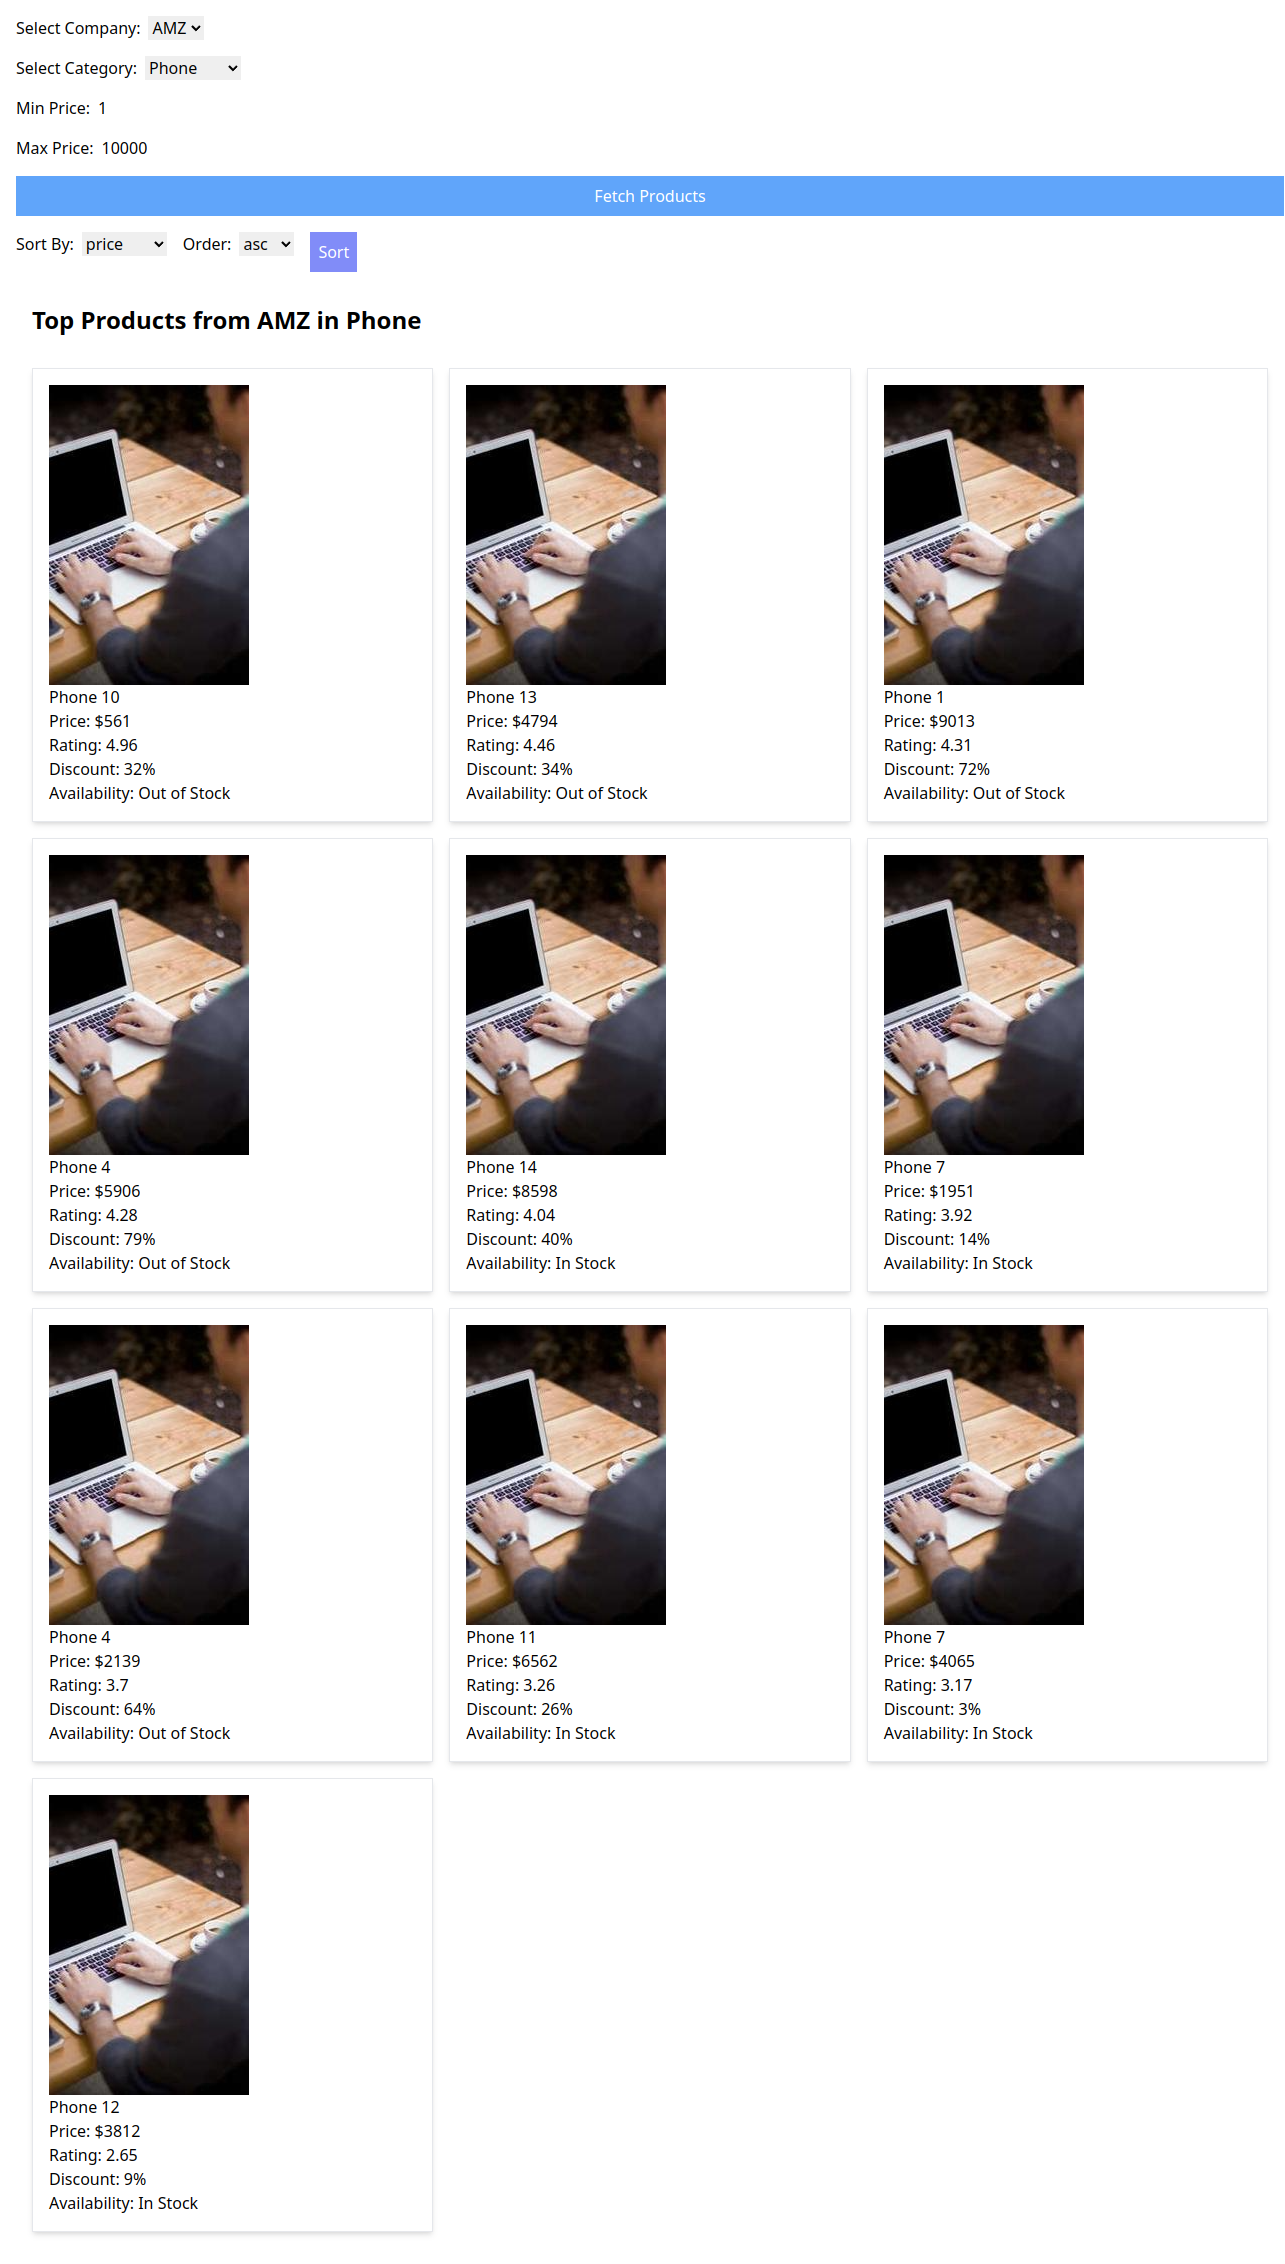 Select Company: AMZ
Select Category: Phone
Min Price: 1
Max Price: 10000
Fetch Products
Sort By: price Order: asc Sort
Top Products from AMZ in Phone
Phone 10
Price: $561
Rating: 4.96
Discount: 32%
Availability: Out of Stock
Phone 13
Price: $4794
Rating: 4.46
Discount: 34%
Availability: Out of Stock
Phone 1
Price: $9013
Rating: 4.31
Discount: 72%
Availability: Out of Stock
Phone 4
Price: $5906
Rating: 4.28
Discount: 79%
Availability: Out of Stock
Phone 14
Price: $8598
Rating: 4.04
Discount: 40%
Availability: In Stock
Phone 7
Price: $1951
Rating: 3.92
Discount: 14%
Availability: In Stock
Phone 4
Price: $2139
Rating: 3.7
Discount: 64%
Availability: Out of Stock
Phone 11
Price: $6562
Rating: 3.26
Discount: 26%
Availability: In Stock
Phone 7
Price: $4065
Rating: 3.17
Discount: 3%
Availability: In Stock
Phone 12
Price: $3812
Rating: 2.65
Discount: 9%
Availability: In Stock